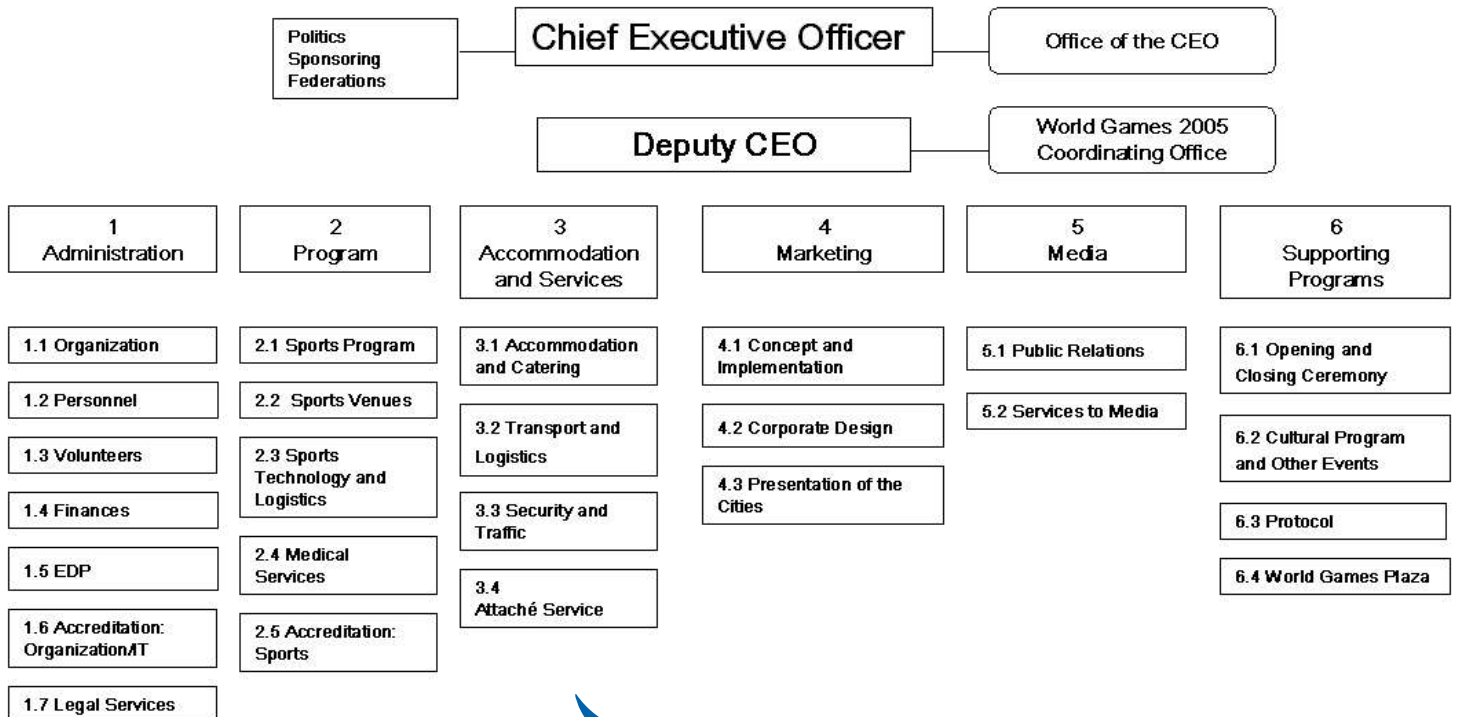 Politics
Sponsoring
Federations
Chief Executive Officer
Office of the CEO
Deputy CEO
World Games 2005
Coordinating Office
1
Administration
2
Program
3
Accommodation
and Services
4
Marketing
5
Media
6
Supporting
Programs
1.1 Organization
1.2 Personnel
1.3 Volunteers
1.4 Finances
1.5 EDP
1.6 Accreditation:
Organization/IT
1.7 Legal Services
2.1 Sports Program
2.2 Sports Venues
2.3 Sports
Technology and
Logistics
2.4 Medical
Services
2.5 Accreditation:
Sports
3.1 Accommodation
and Catering
3.2 Transport and
Logistics
3.3 Security and
Traffic
3.4
Attaché Service
4.1 Concept and
Implementation
4.2 Corporate Design
4.3 Presentation of the
Cities
5.1 Public Relations
5.2 Services to Media
6.1 Opening and
Closing Ceremony
6.2 Cultural Program
and Other Events
6.3 Protocol
6.4 World Games Plaza